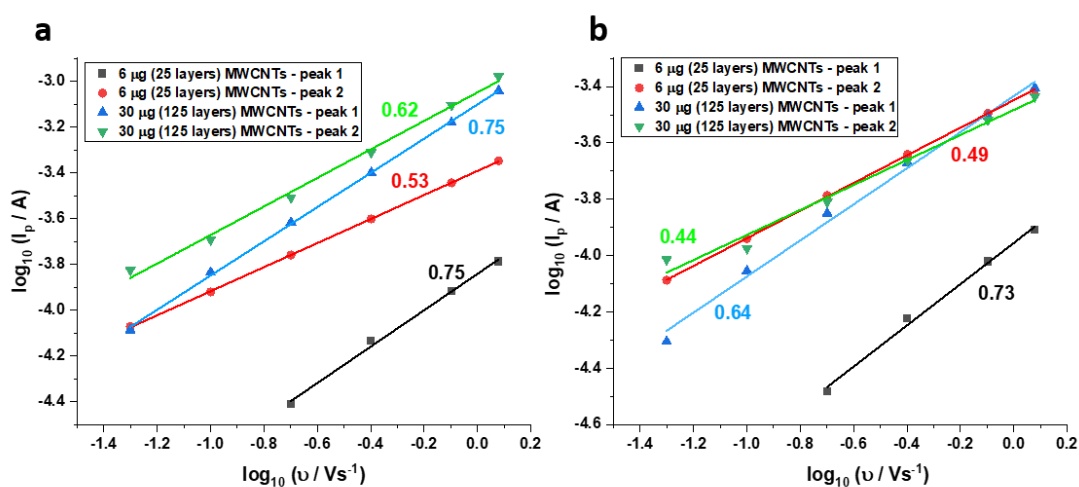 a
6 μg (25 layers) MWCNTs - peak 1
6 μg (25 layers) MWCNTs - peak 2
30 μg (125 layers) MWCNTs - peak 1
30 μg (125 layers) MWCNTs - peak 2
-3.0
-3.2
-3.4
-3.6
-3.8
-4.0
-4.2
-4.4
log10 (Ip / A)
0.62
0.75
0.53
0.75
-1.4
-1.2
-1.0
-0.8
-0.6
-0.4
-0.2
0.0
0.2
log10 (υ / Vs-1)
b
6 μg (25 layers) MWCNTs - peak 1
6 μg (25 layers) MWCNTs - peak 2
30 μg (125 layers) MWCNTs - peak 1
30 μg (125 layers) MWCNTs - peak 2
-3.4
-3.6
-3.8
-4.0
-4.2
-4.4
-4.6
log10 (Ip / A)
0.49
0.44
0.64
0.73
-1.4
-1.2
-1.0
-0.8
-0.6
-0.4
-0.2
0.0
0.2
log10 (υ / Vs-1)